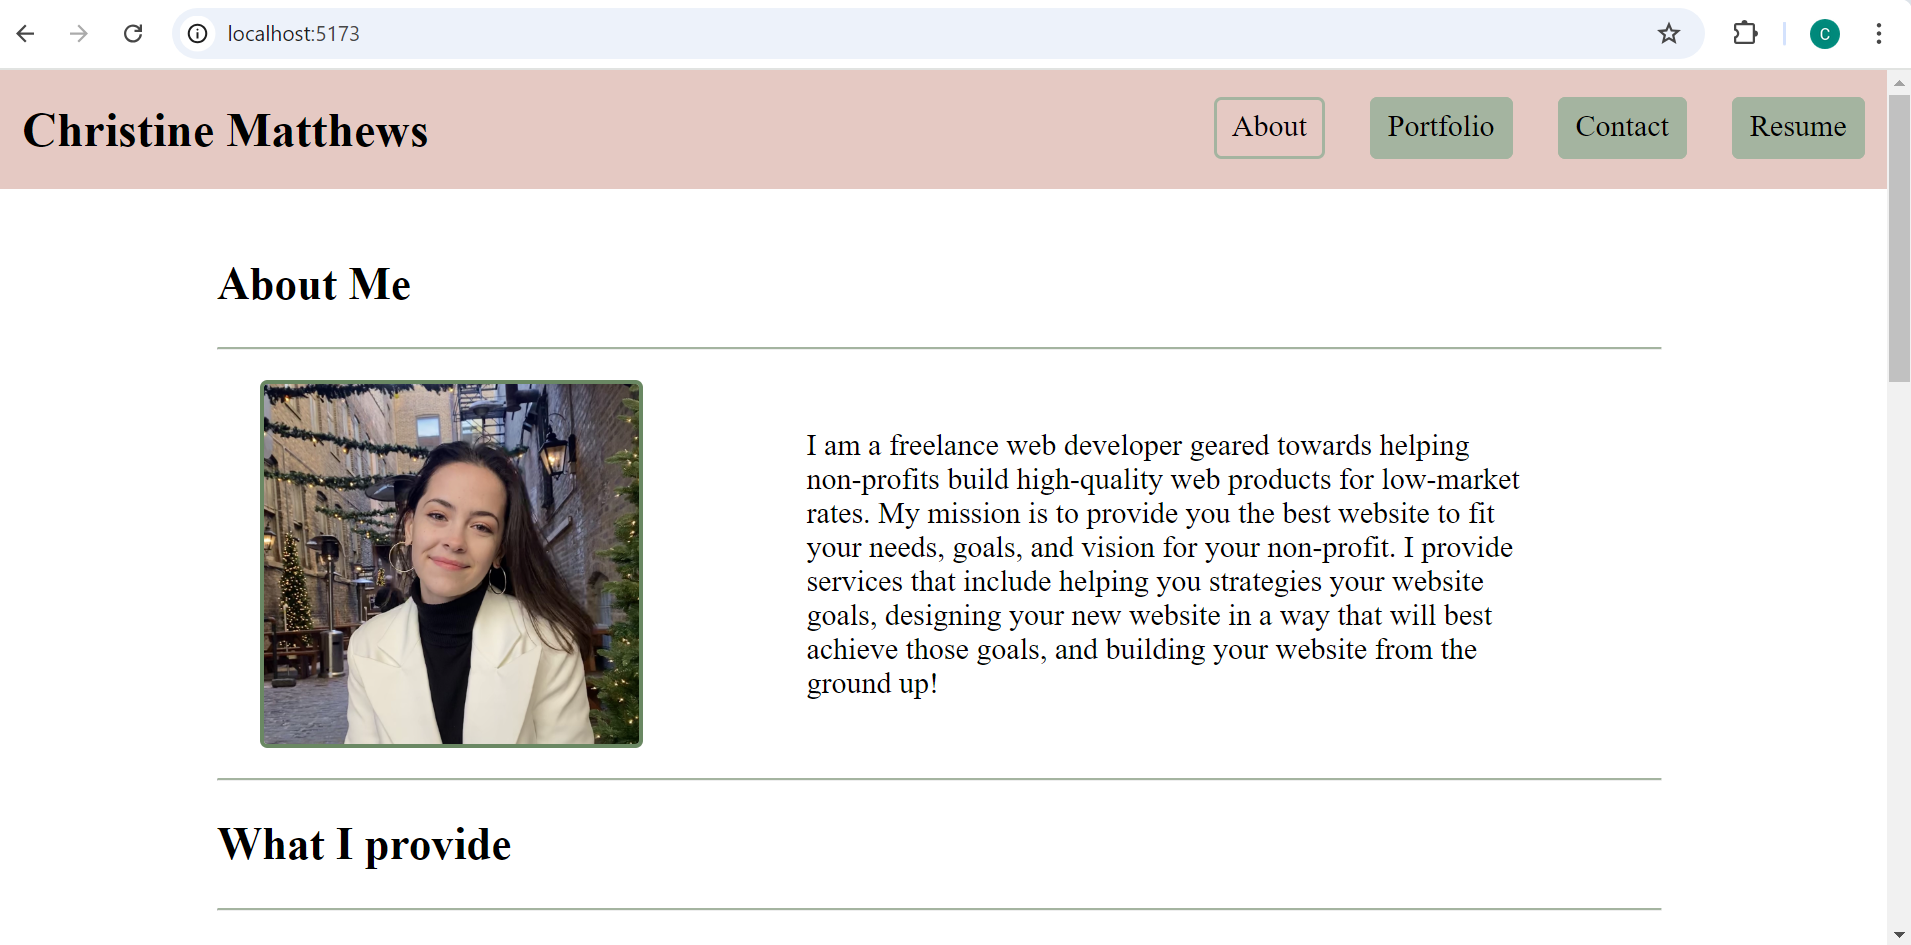 localhost:5173
C
Christine Matthews
About
Portfolio
Contact
Resume
About Me
I am a freelance web developer geared towards helping
non-profits build high-quality web products for low-market
rates. My mission is to provide you the best website to fit
your needs, goals, and vision for your non-profit. I provide
services that include helping you strategies your website
goals, designing your new website in a way that will best
achieve those goals, and building your website from the
ground up!
What I provide